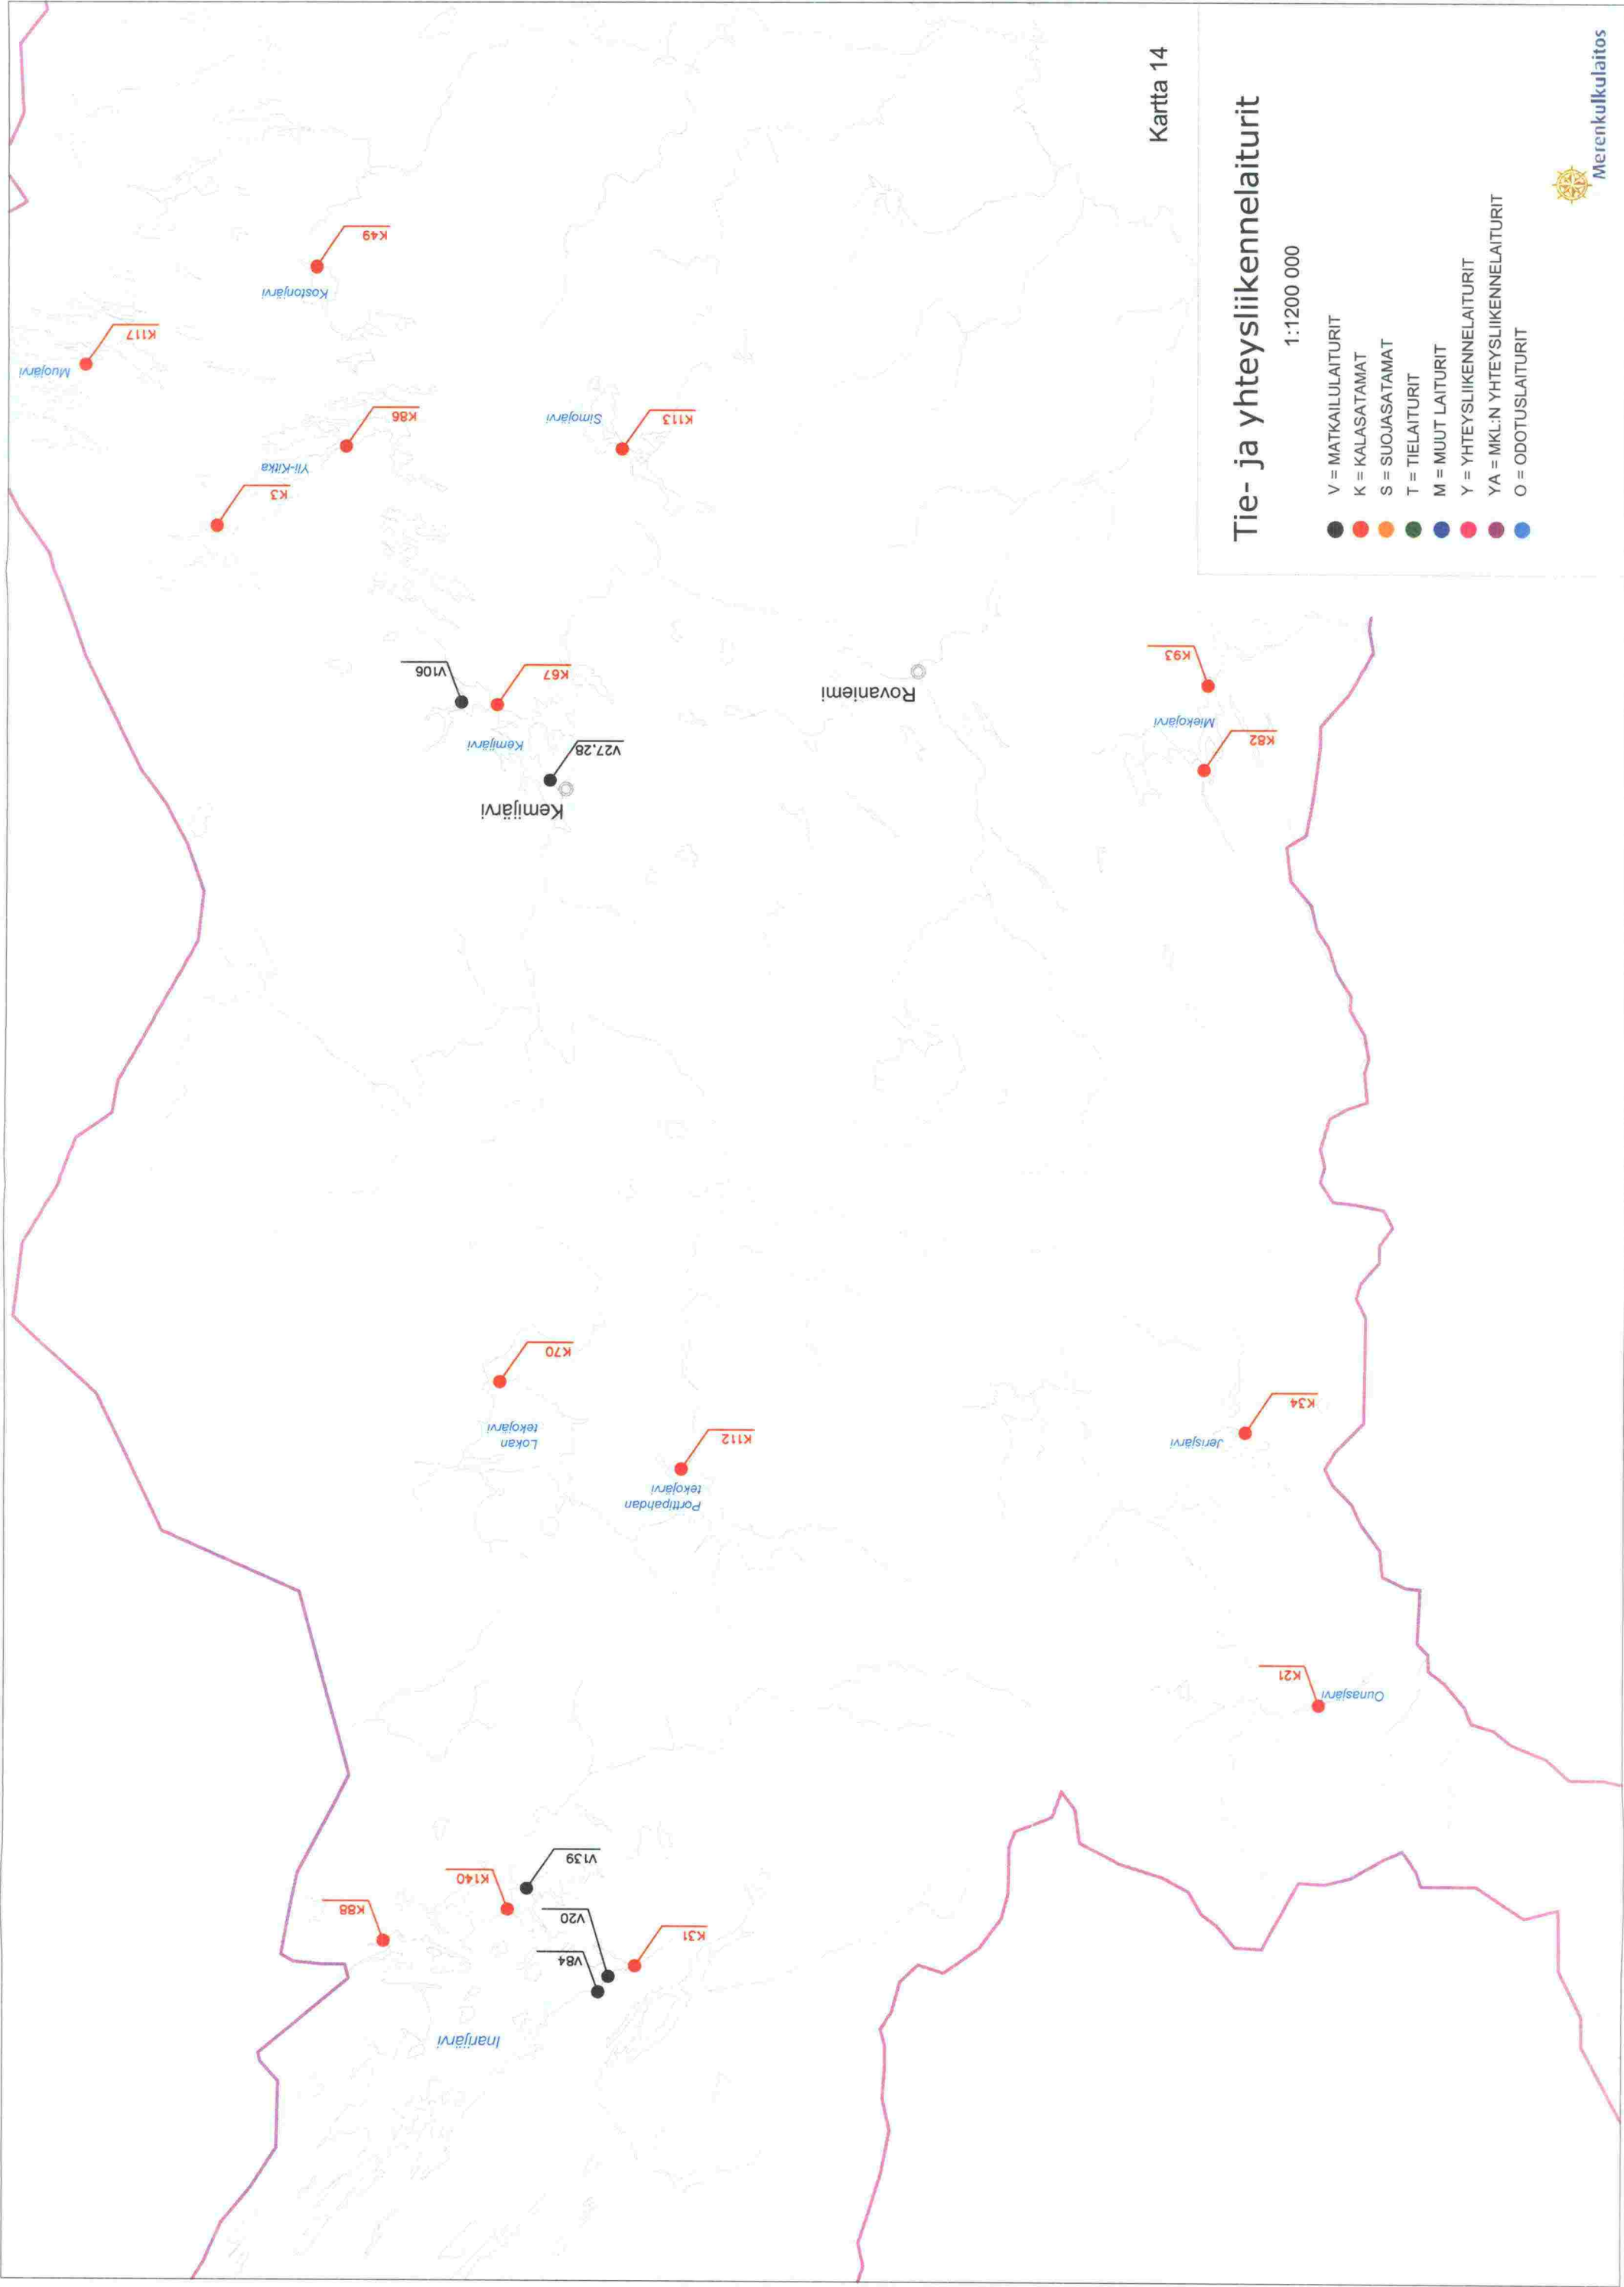 Kartta 14
Tie- ja yhteysliikennelaiturit
1:1200 000
V = MATKAILULAITURIT
K = KALASATAMAT
S = SUOJASATAMAT
T = TIELAITURIT
M = MUUT LAITURIT
Y = YHTEYSLIIKENNELAITURIT
YA = MKL:N YHTEYSLIIKENNELAITURIT
O = ODOTUSLAITURIT
Merenkulkulaitos
K49
Kostonjärvi
K117
Muojärvi
K86
Yli-Kitka
K3
Simojärvi
K113
V106
K67
Kemijärvi
V27.28
Kemijärvi
Rovaniemi
K93
Miekojärvi
K82
K70
Lokan
tekojärvi
K112
Porttipahdan
tekojärvi
K34
Jerisjärvi
K21
Ounasjärvi
V139
K140
K88
V20
K31
V84
Inarijärvi